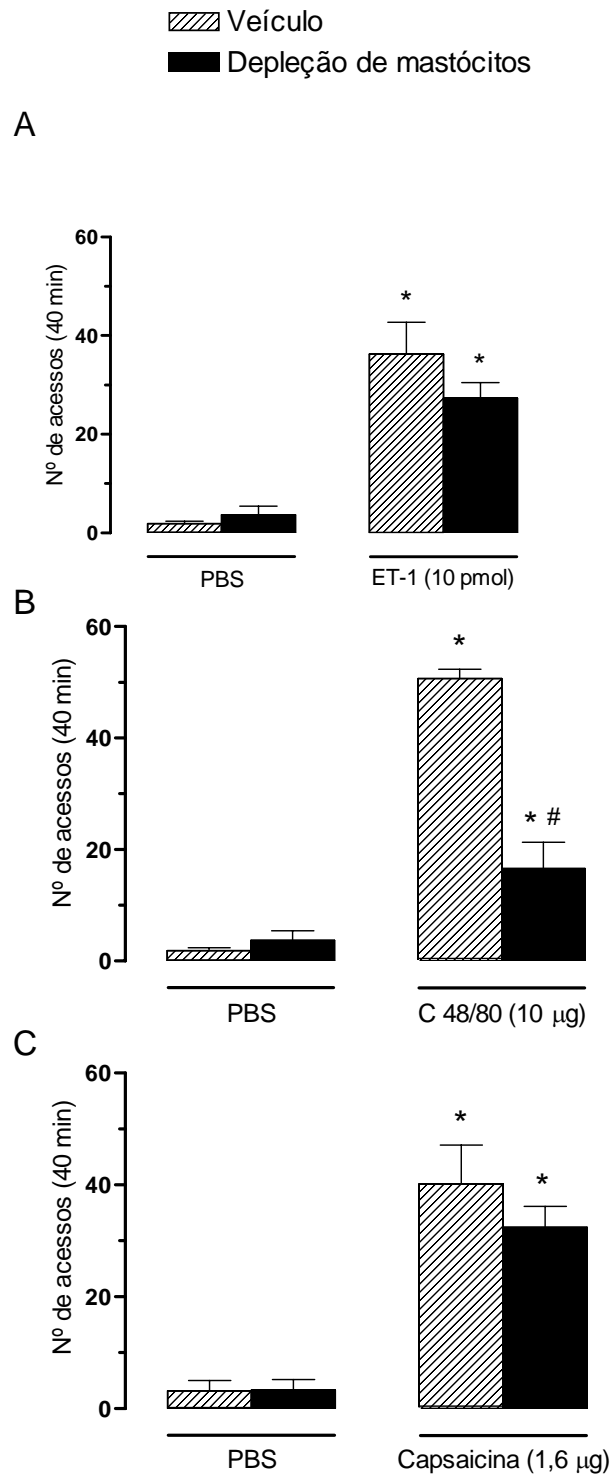 Veículo
Depleção de mastócitos
A
Nº de acessos (40 min)
60
40
20
0
*
*
PBS
ET-1 (10 pmol)
B
Nº de acessos (40 min)
60
40
20
0
*
* #
PBS
C 48/80 (10 µg)
C
Nº de acessos (40 min)
60
40
20
0
*
*
PBS
Capsaicina (1,6 µg)